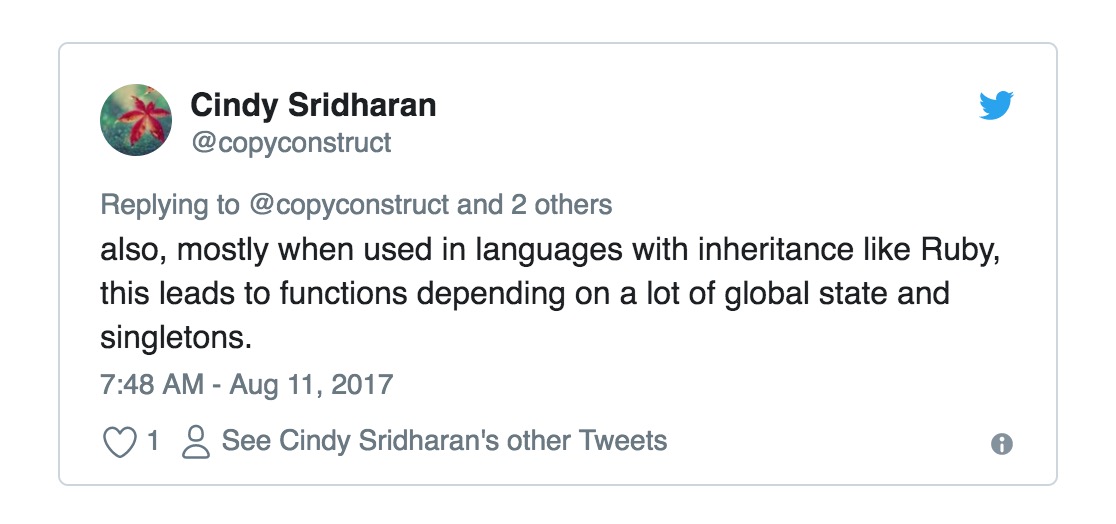 Cindy Sridharan
@copyconstruct
Replying to @copyconstruct and 2 others
also, mostly when used in languages with inheritance like Ruby,
this leads to functions depending on a lot of global state and
singletons.
7:48 AM - Aug 11, 2017
1 See Cindy Sridharan's other Tweets